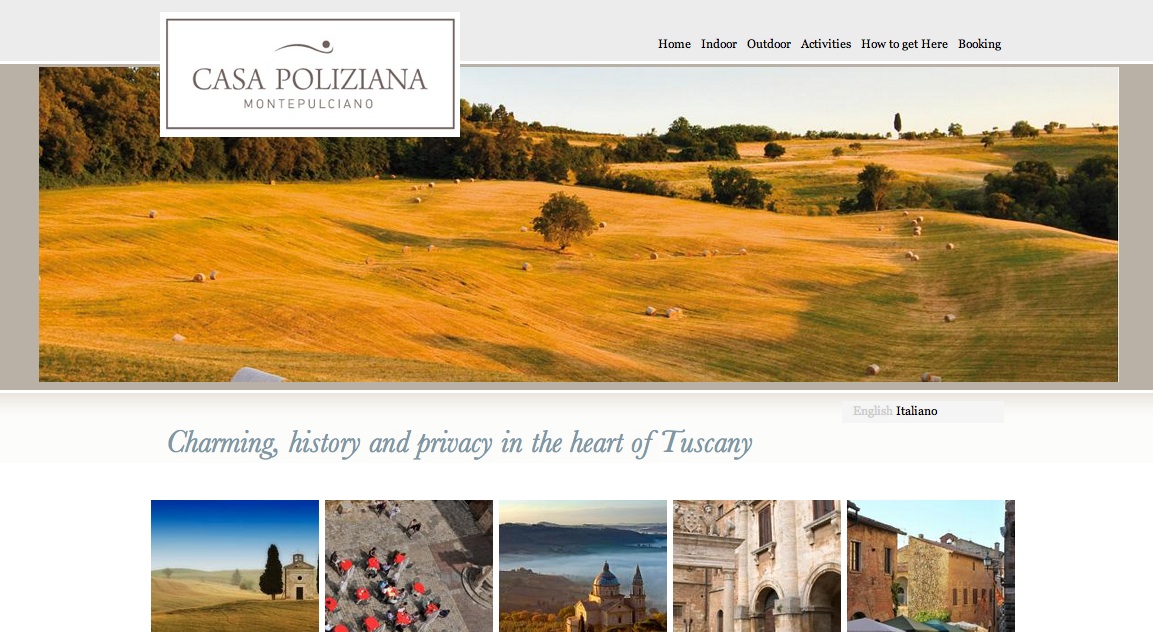 CASA POLIZIANA
MONTEPULCIANO
Home Indoor Outdoor Activities How to get Here Booking
English Italiano
Charming, history and privacy in the heart of Tuscany